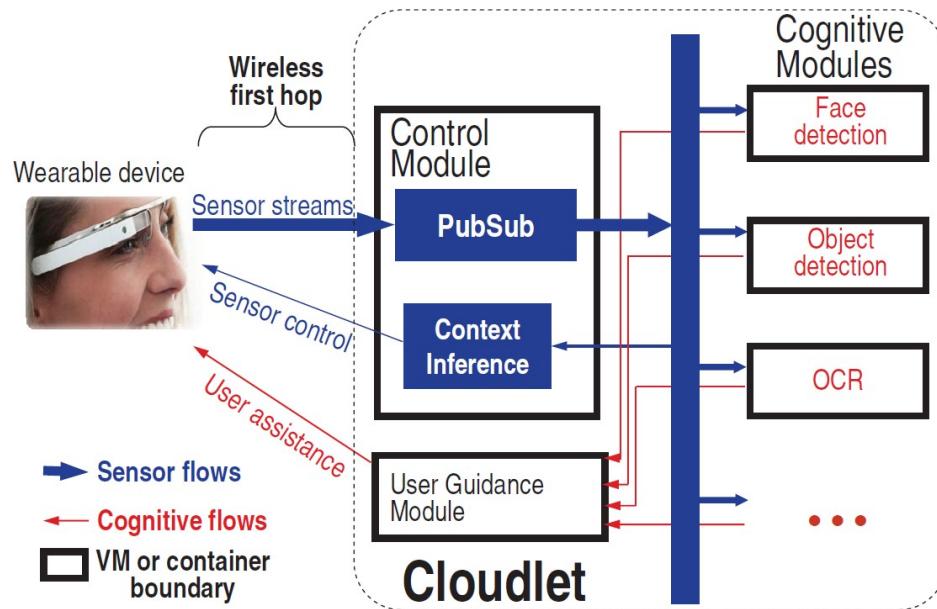 Wireless
first hop
Wearable device
Sensor streams
Sensor control
User assistance
Control
Module
PubSub
Context
Inference
User Guidance
Module
Cloudlet
Cognitive
Modules
Face
detection
Object
detection
OCR
Sensor flows
Cognitive flows
VM or container
boundary